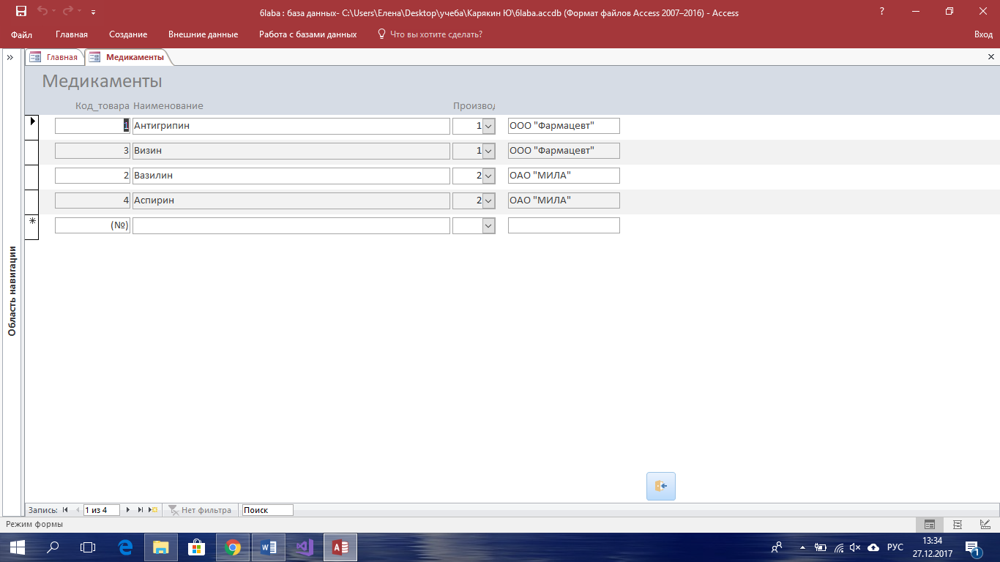 6laba : база данных- C:\Users\Елена\Desktop\учеба\Карякин Ю\6laba.accdb (Формат файлов Access 2007–2016) - Access
?
Файл Главная Создание Внешние данные Работа с базами данных Что вы хотите сделать? Вход
Главная Медикаменты
Медикаменты
Код_товара Наименование Производ
1 Антигрипин 1 ООО "Фармацевт"
3 Визин 1 ООО "Фармацевт"
2 Вазилин 2 ОАО "МИЛА"
4 Аспирин 2 ОАО "МИЛА"
(№)
Область навигации
Запись: 1 из 4 Нет фильтра Поиск
Режим формы
РУС 13:34
27.12.2017 1